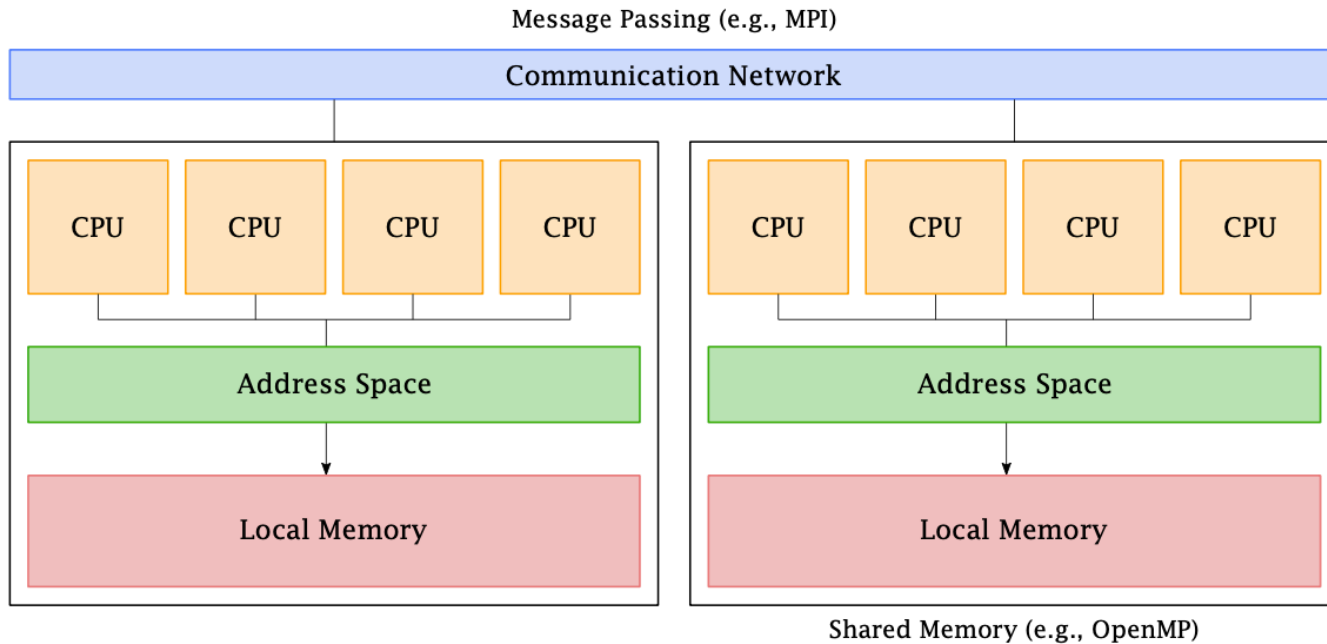 Message Passing (e.g., MPI)
Communication Network
CPU CPU CPU CPU CPU CPU CPU CPU
Address Space Address Space
Local Memory Local Memory
Shared Memory (e.g., OpenMP)